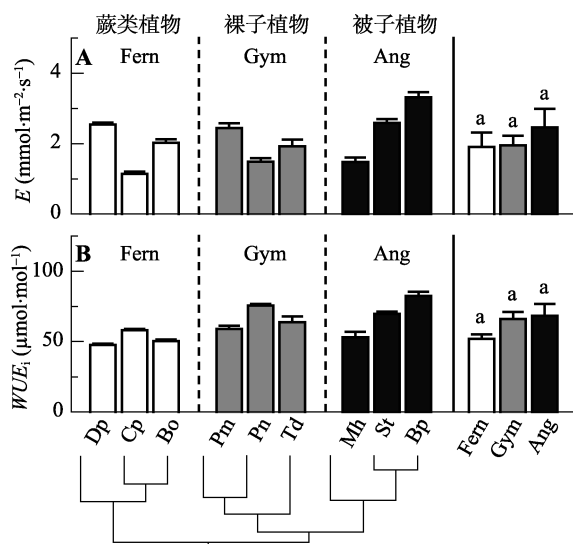 蕨类植物 裸子植物 被子植物
A Fern Gym Ang
E (mmol·m⁻²·s⁻¹)
4
2
0
a a a
B Fern Gym Ang
WUEi (μmol·mol⁻¹)
100
50
0
a a a
Dp Cp Bo Pm Pn Td Mh St Bp Fern Gym Ang